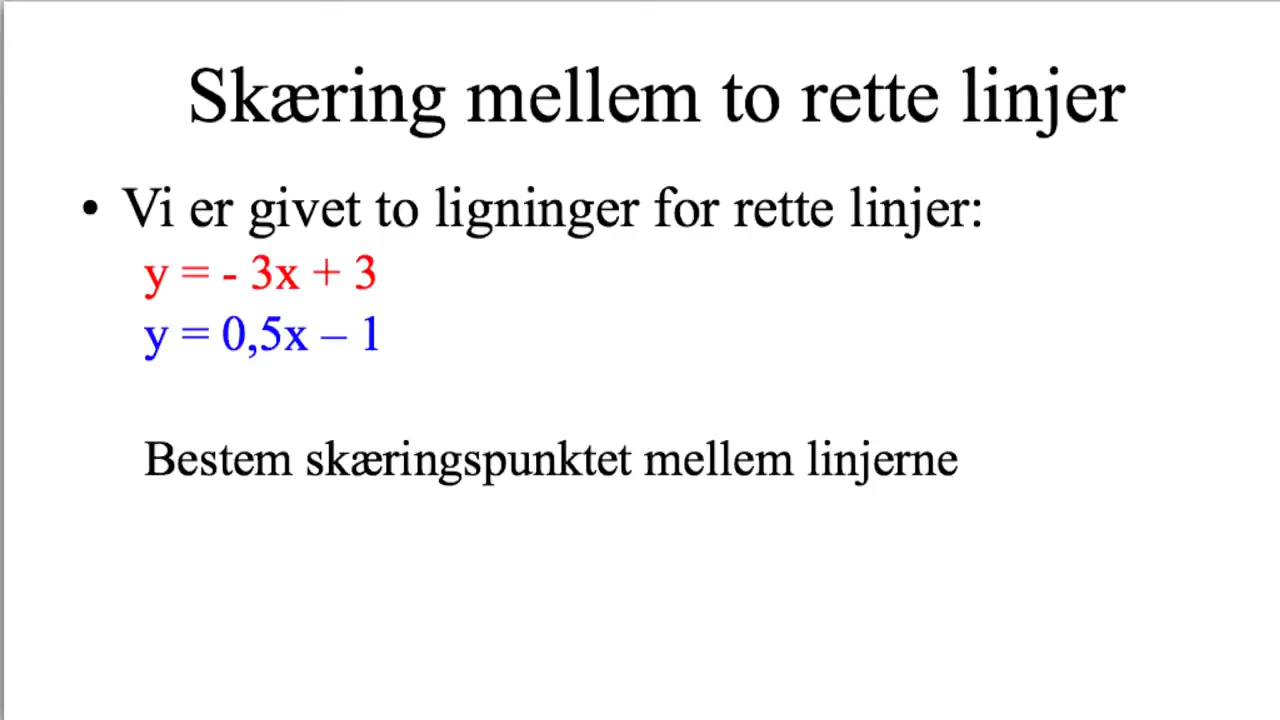 Skæring mellem to rette linjer
• Vi er givet to ligninger for rette linjer:
y = - 3x + 3
y = 0,5x – 1
Bestem skæringspunktet mellem linjerne